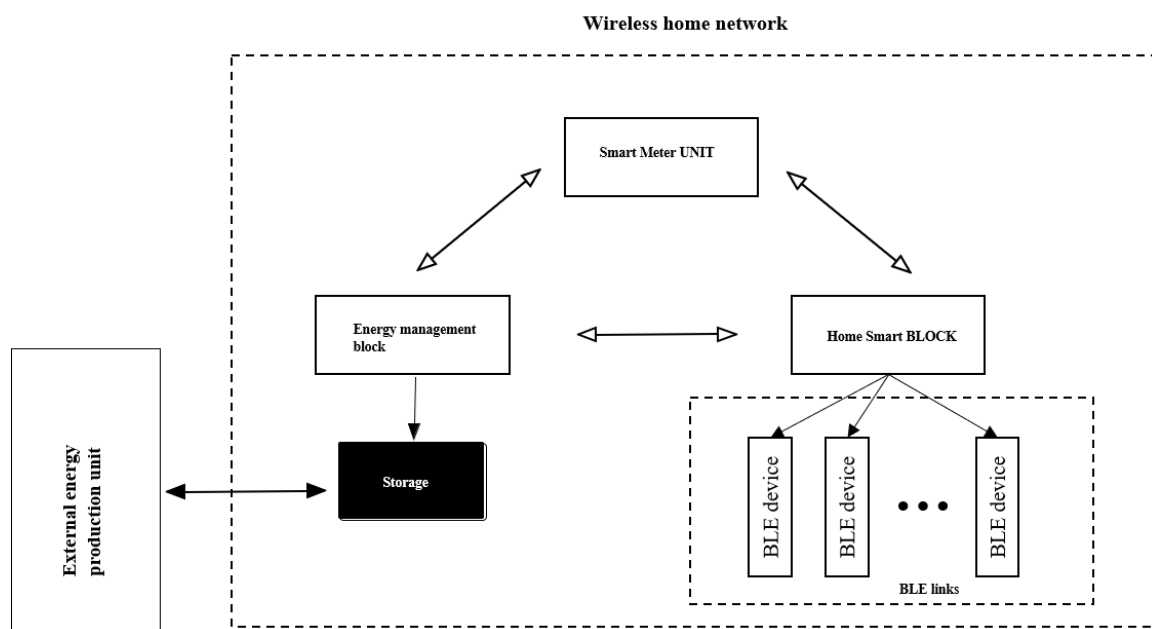 Wireless home network
Smart Meter UNIT
Energy management
block
Home Smart BLOCK
External energy
production unit
Storage
BLE device
BLE device
BLE device
BLE links